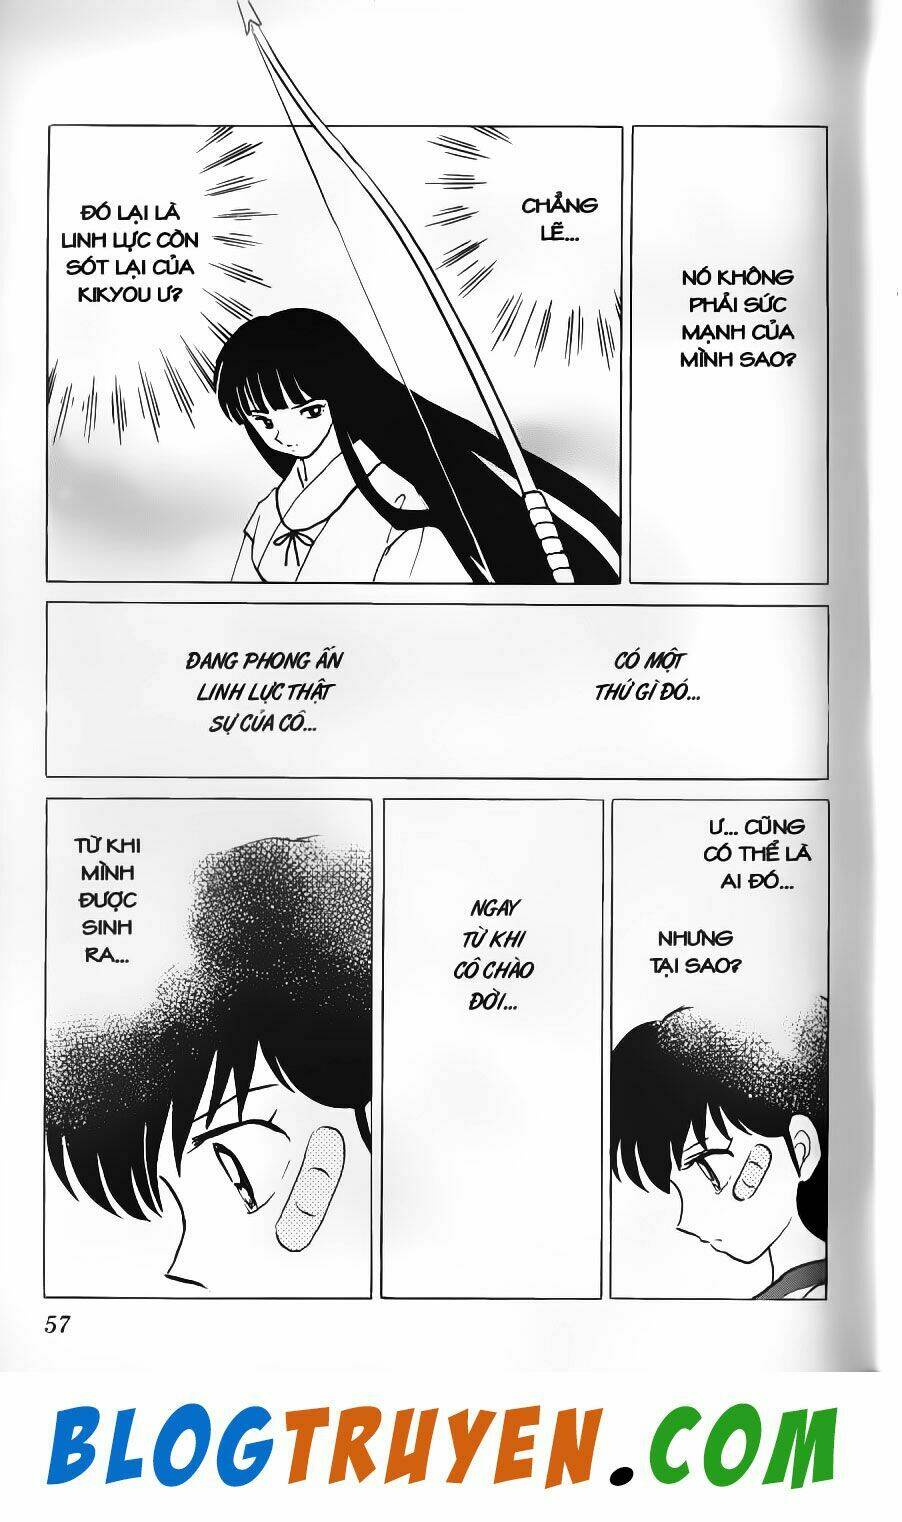 NÓ KHÔNG
PHẢI SỨC
MẠNH CỦA
MÌNH SAO?
CHẲNG
LẼ...
ĐÓ LẠI LÀ
LINH LỰC CÒN
SÓT LẠI CỦA
KIKYOU Ư?
CÓ MỘT
THỨ GÌ ĐÓ...
ĐANG PHONG ẤN
LINH LỰC THẬT
SỰ CỦA CÔ...
Ư... CŨNG
CÓ THỂ LÀ
AI ĐÓ...
NHƯNG
TẠI SAO?
NGAY
TỪ KHI
CÔ CHÀO
ĐỜI...
TỪ KHI
MÌNH
ĐƯỢC
SINH
RA...
57
BLOGTRUYEN.COM